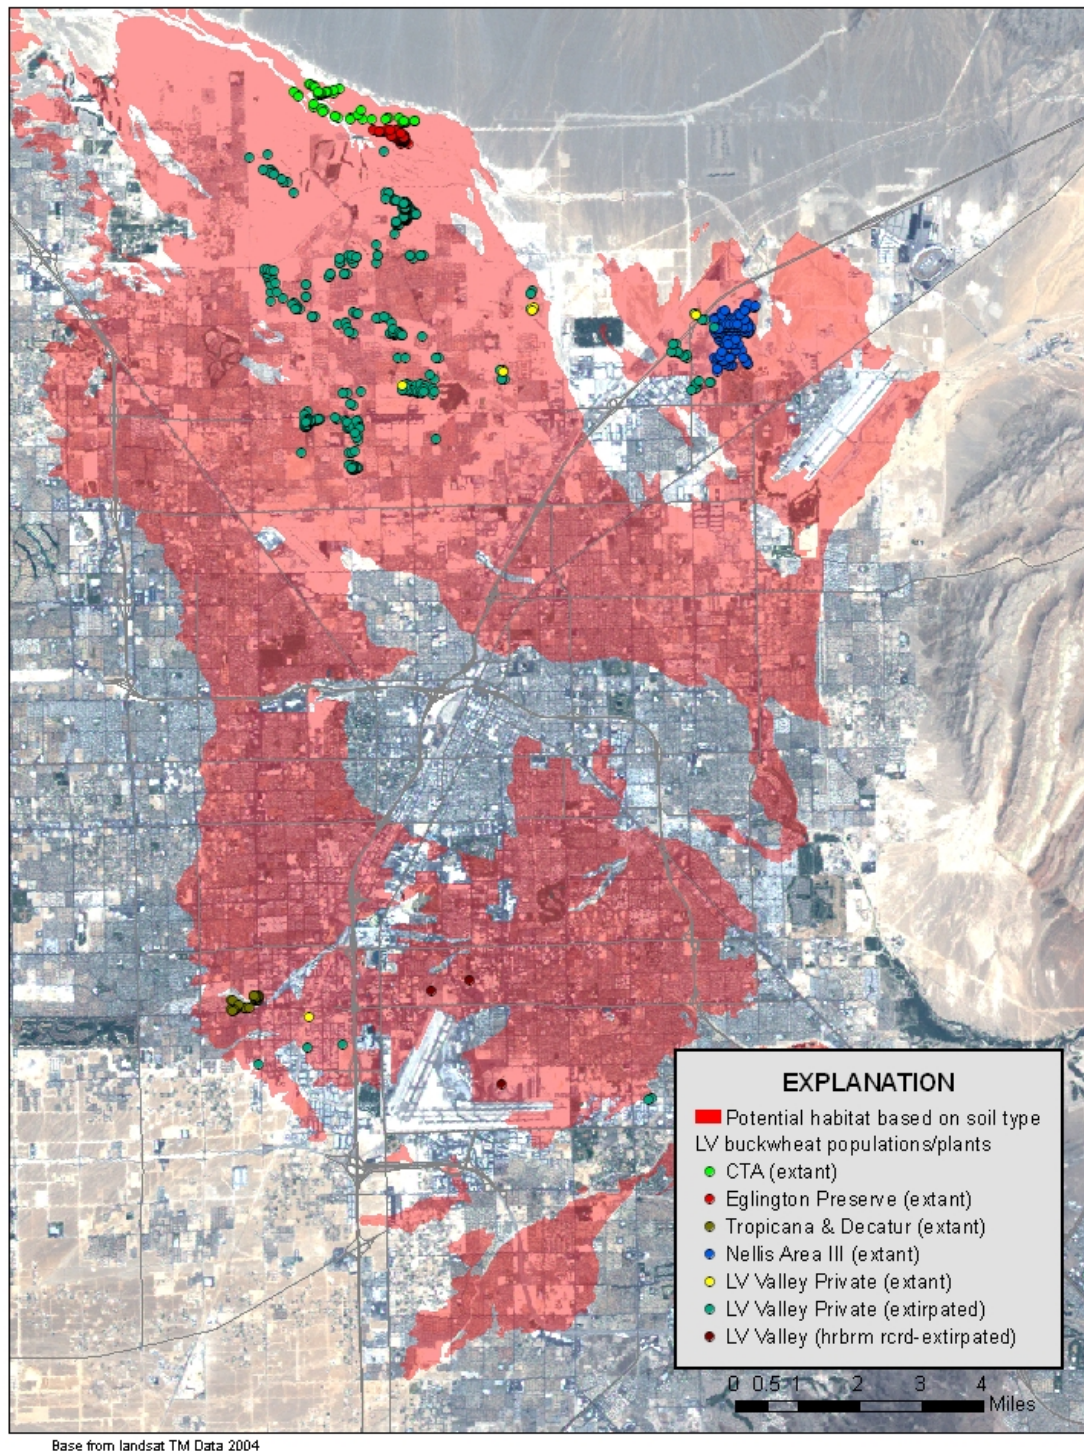 EXPLANATION
Potential habitat based on soil type
LV buckwheat populations/plants
CTA (extant)
Eglington Preserve (extant)
Tropicana & Decatur (extant)
Nellis Area III (extant)
LV Valley Private (extant)
LV Valley Private (extirpated)
LV Valley (hrbrm rcrd-extirpated)
0 0.5 1 2 3 4
Miles
Base from landsat TM Data 2004